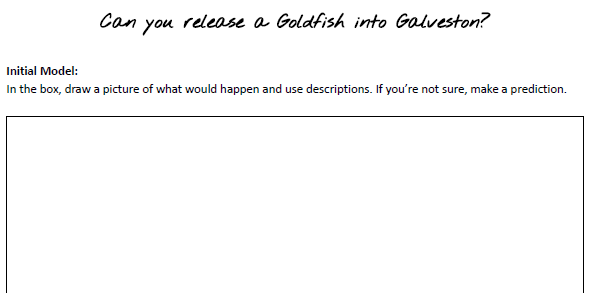 Can you release a Goldfish into Galveston?
Initial Model:
In the box, draw a picture of what would happen and use descriptions. If you're not sure, make a prediction.